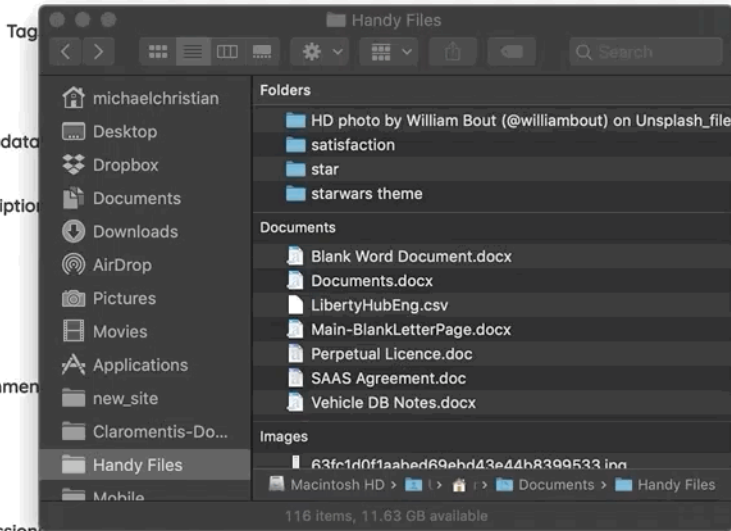 Handy Files
Search
Tag
data
iption
michaelchristian
Desktop
Dropbox
Documents
Downloads
AirDrop
Pictures
Movies
Applications
new_site
Claromentis-Do...
Handy Files
Mobile
Folders
HD photo by William Bout (@williambout) on Unsplash_file
satisfaction
star
starwars theme
Documents
Blank Word Document.docx
Documents.docx
LibertyHubEng.csv
Main-BlankLetterPage.docx
Perpetual Licence.doc
SAAS Agreement.doc
Vehicle DB Notes.docx
Images
63fc1d0f1aabed69ebd43e44b8399533.jpg
Macintosh HD › › › Documents › Handy Files
116 items, 11.63 GB available
nmen
ssions